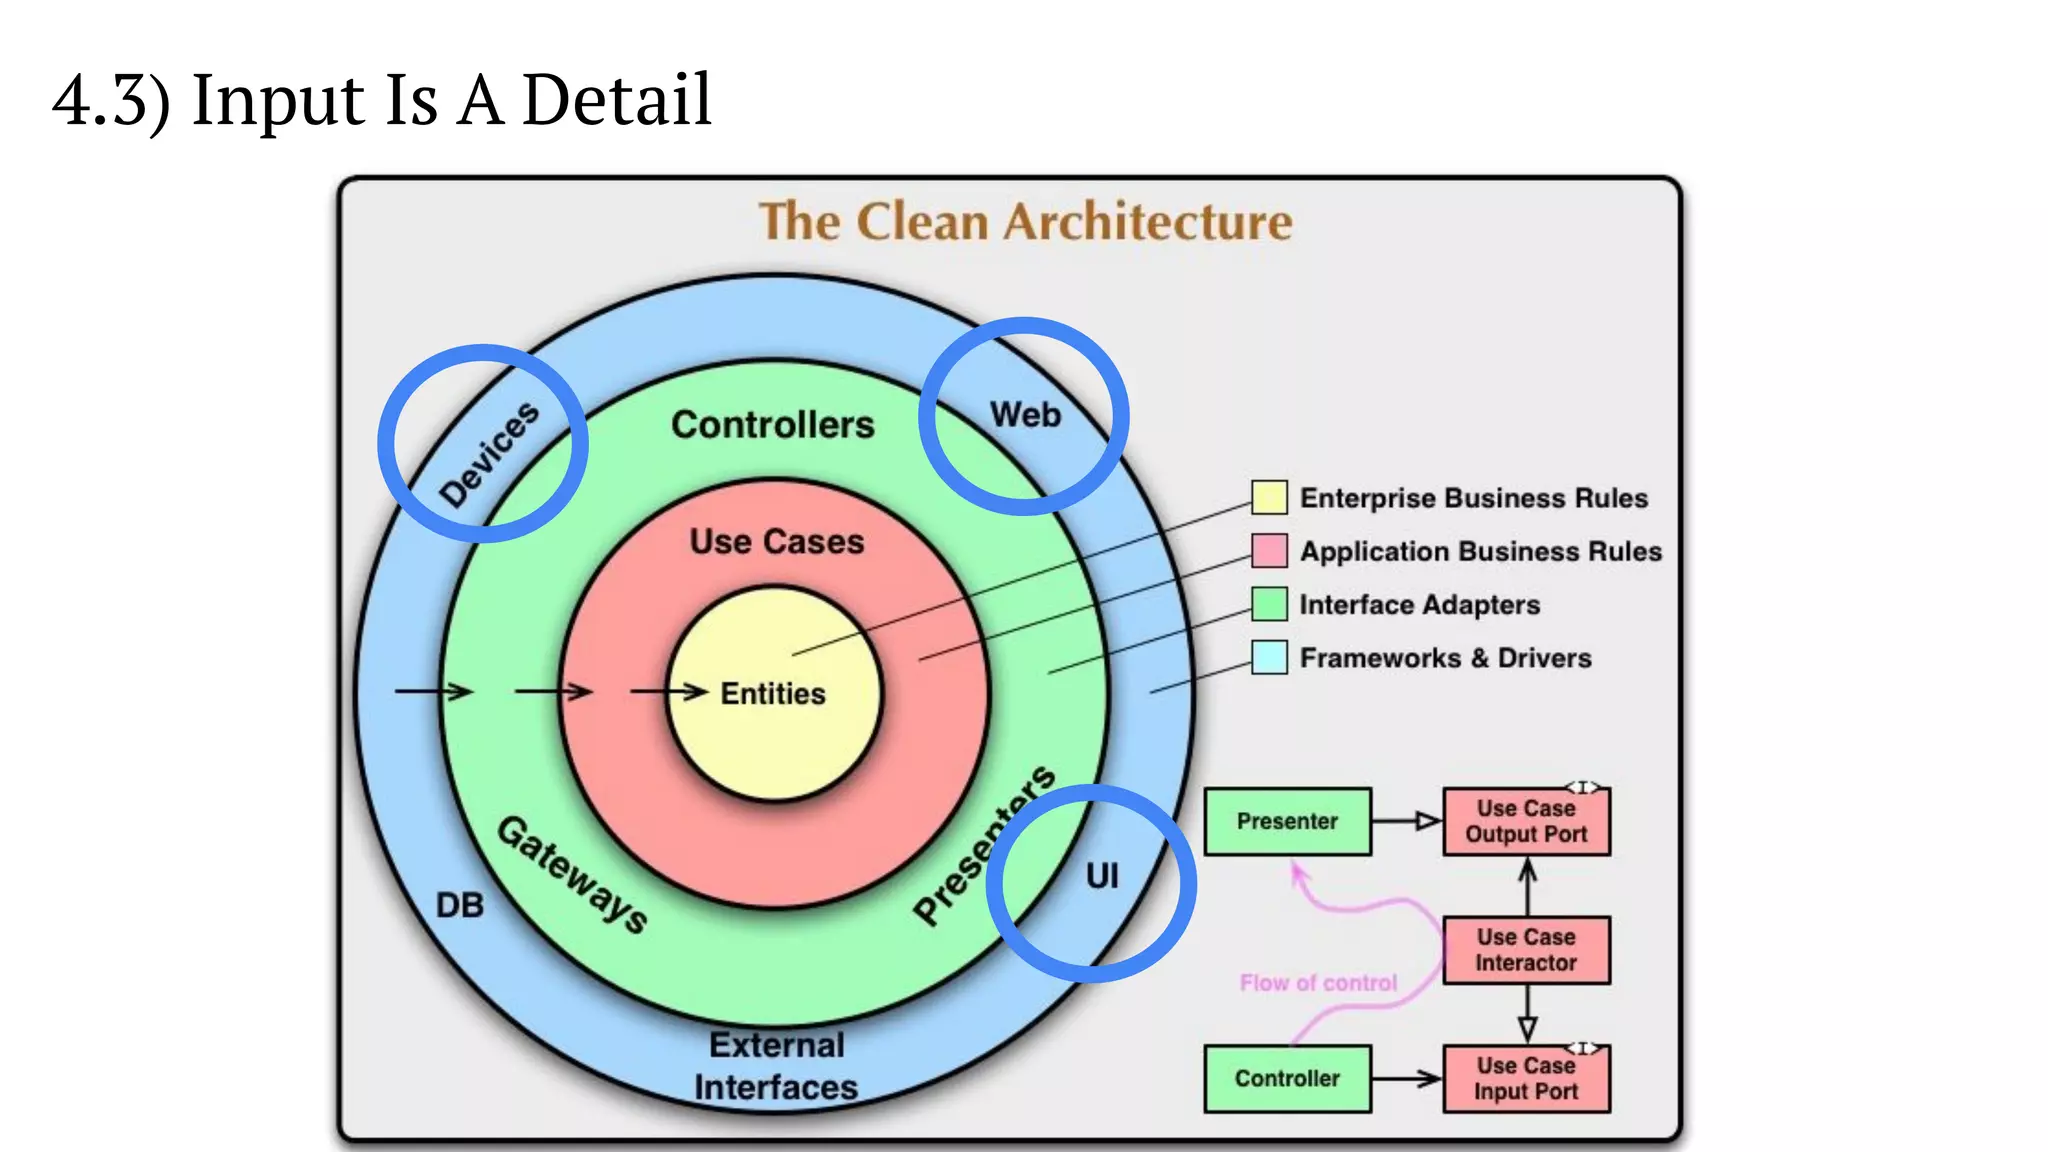 4.3) Input Is A Detail
The Clean Architecture
Devices
Web
Controllers
Use Cases
Entities
Gateways
Presenters
DB
UI
External
Interfaces
Enterprise Business Rules
Application Business Rules
Interface Adapters
Frameworks & Drivers
Presenter
<I>
Use Case
Output Port
Use Case
Interactor
Flow of control
Controller
<I>
Use Case
Input Port